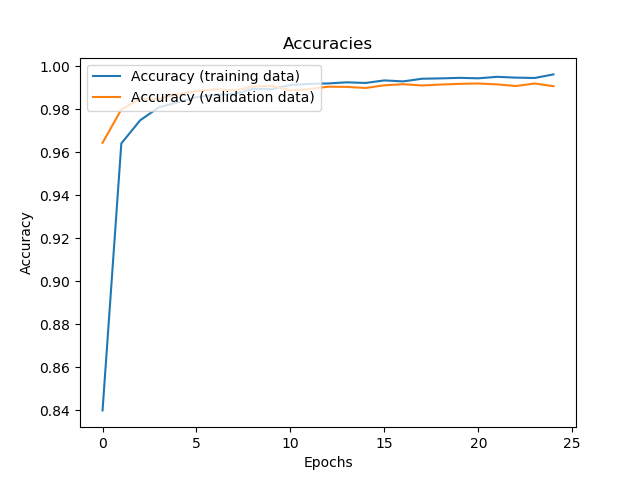 Accuracies
Accuracy (training data)
Accuracy (validation data)
1.00
0.98
0.96
0.94
0.92
0.90
0.88
0.86
0.84
Accuracy
0 5 10 15 20 25
Epochs